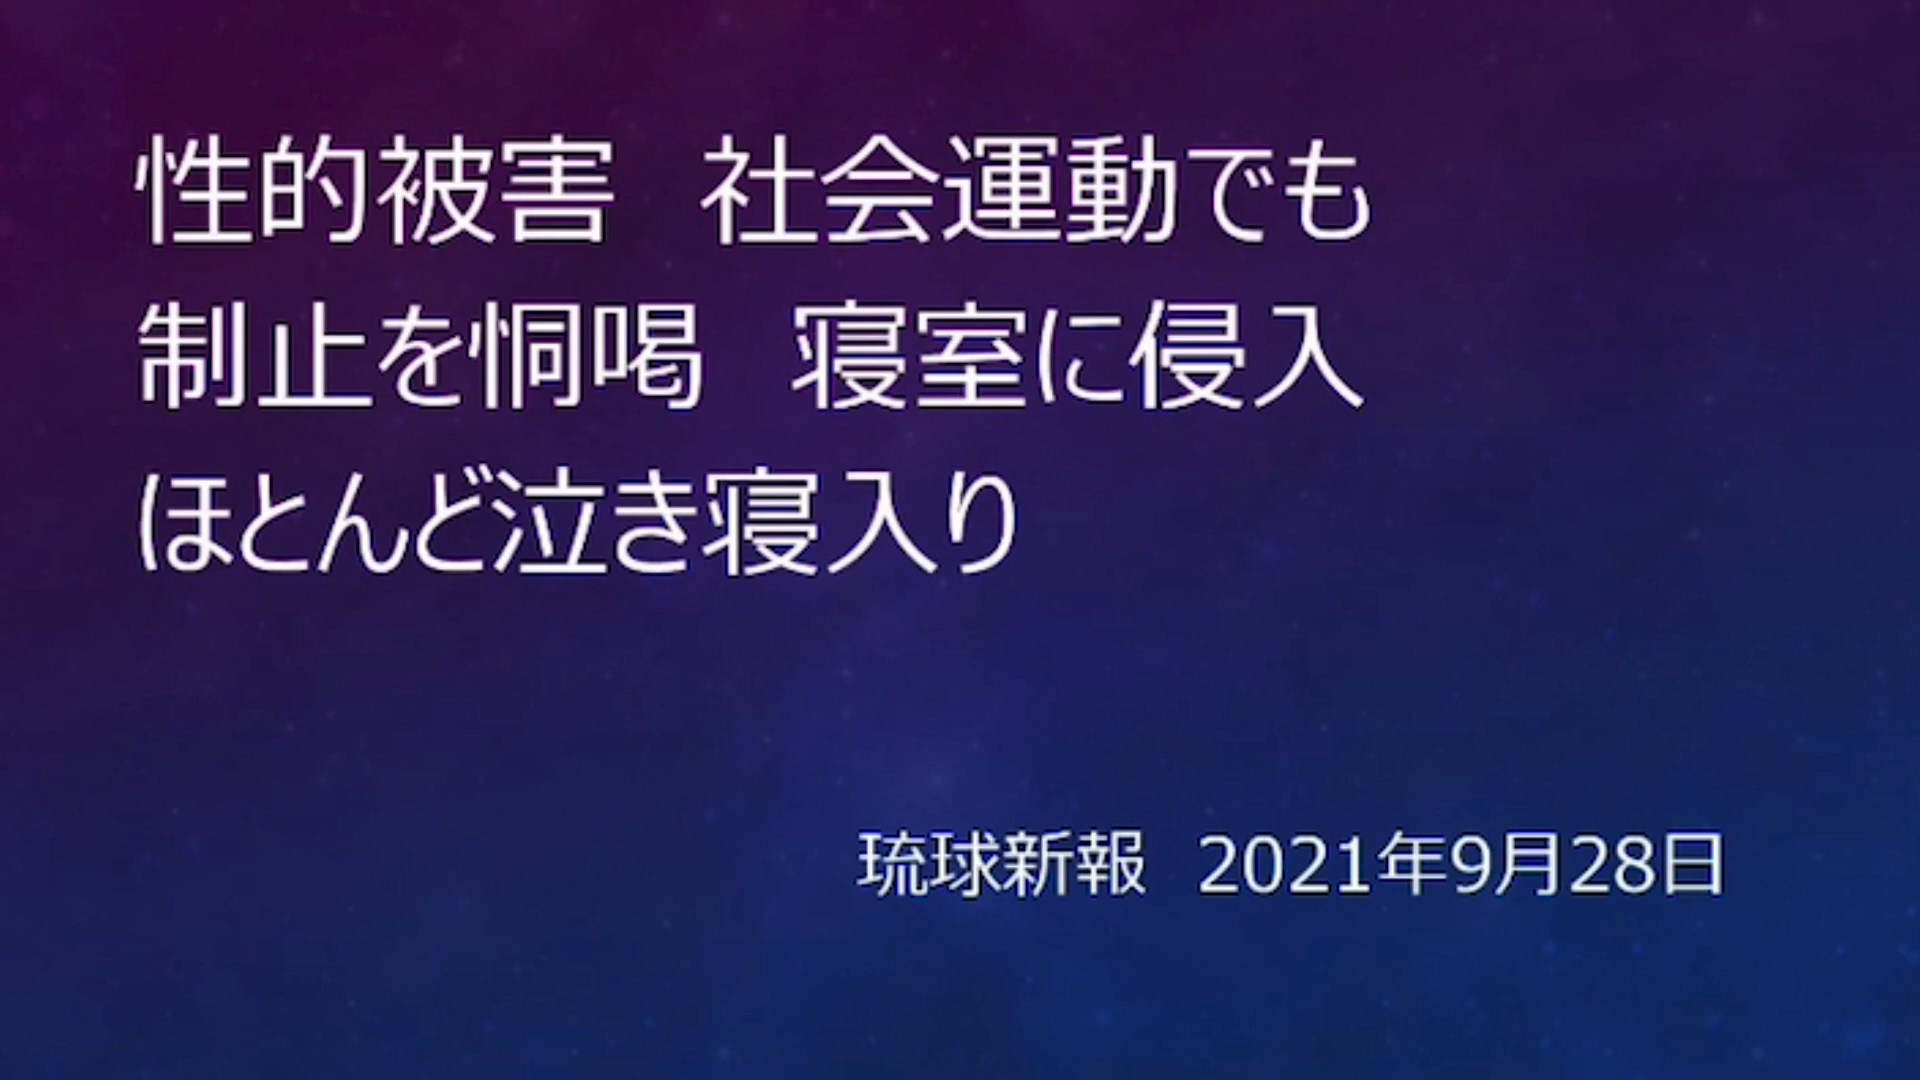 性的被害　社会運動でも
制止を恫喝　寝室に侵入
ほとんど泣き寝入り
琉球新報　2021年9月28日